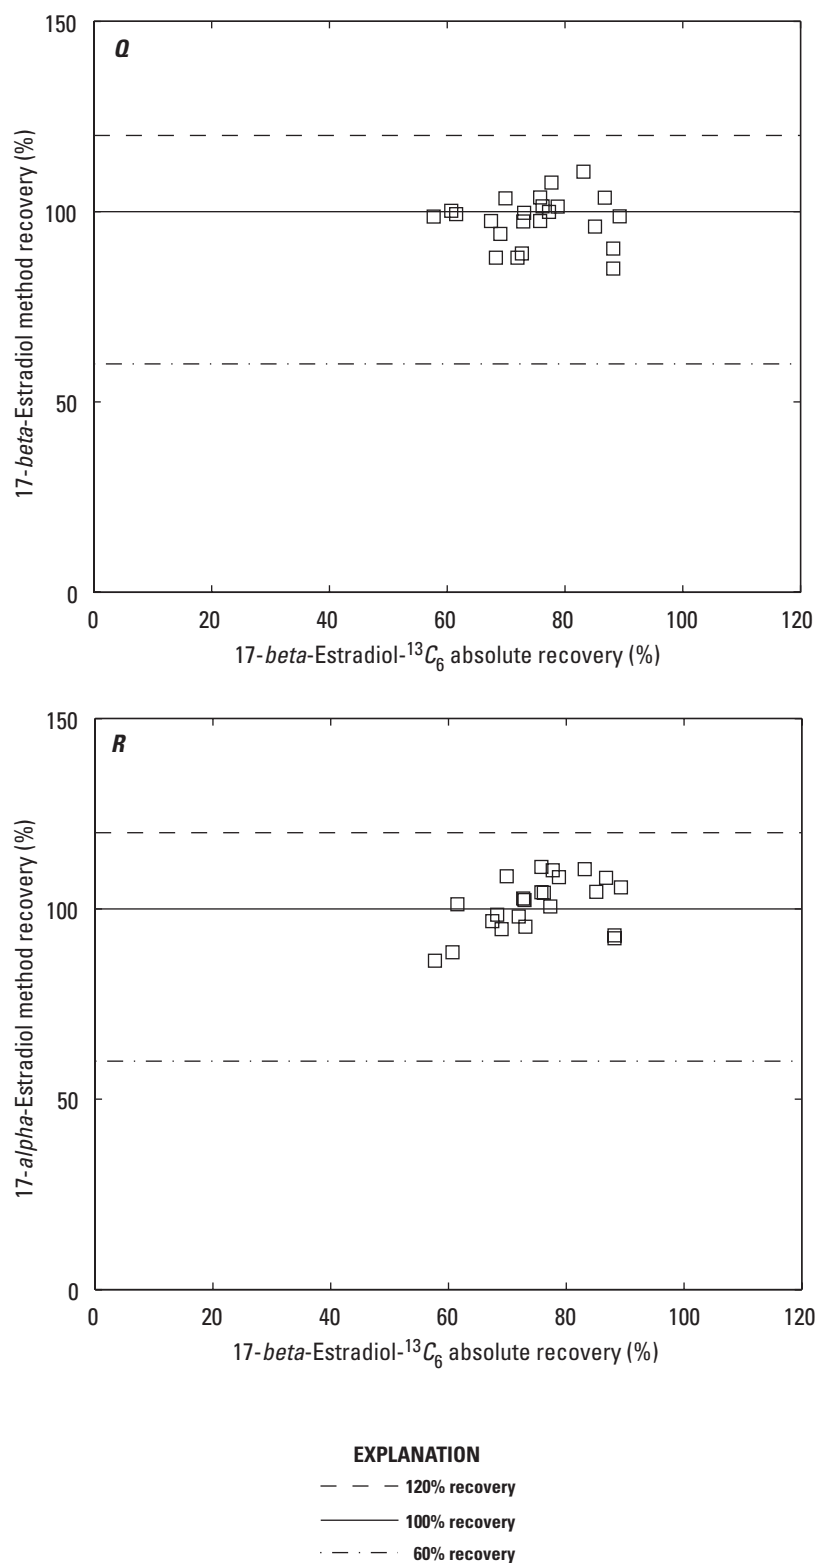 150
Q
100
50
0
17-beta-Estradiol method recovery (%)
0 20 40 60 80 100 120
17-beta-Estradiol-¹³C₆ absolute recovery (%)
150
R
100
50
0
17-alpha-Estradiol method recovery (%)
0 20 40 60 80 100 120
17-beta-Estradiol-¹³C₆ absolute recovery (%)
EXPLANATION
120% recovery
100% recovery
60% recovery